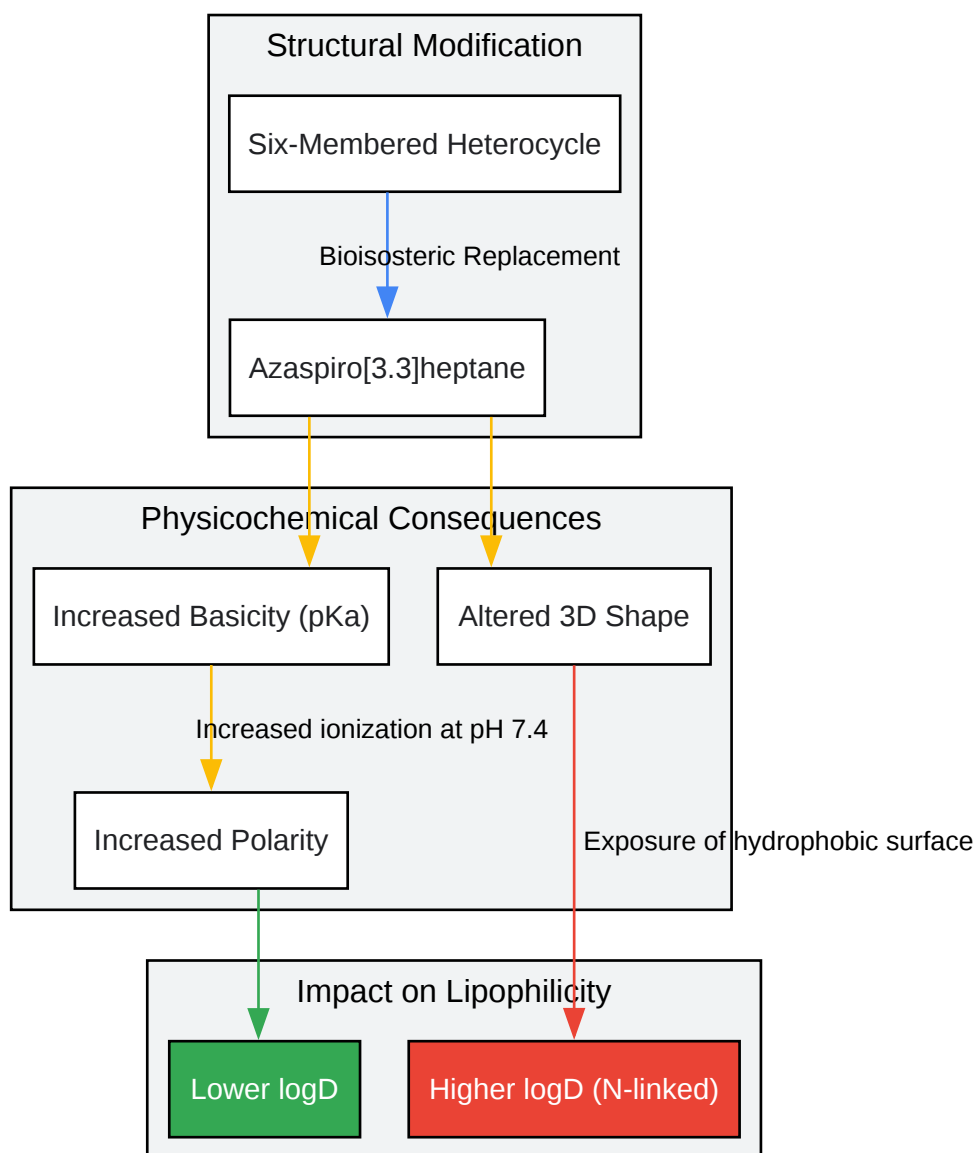 Structural Modification
Six-Membered Heterocycle
Bioisosteric Replacement
Azaspiro[3.3]heptane
Physicochemical Consequences
Increased Basicity (pKa)
Altered 3D Shape
Increased ionization at pH 7.4
Increased Polarity
Exposure of hydrophobic surface
Impact on Lipophilicity
Lower logD
Higher logD (N-linked)